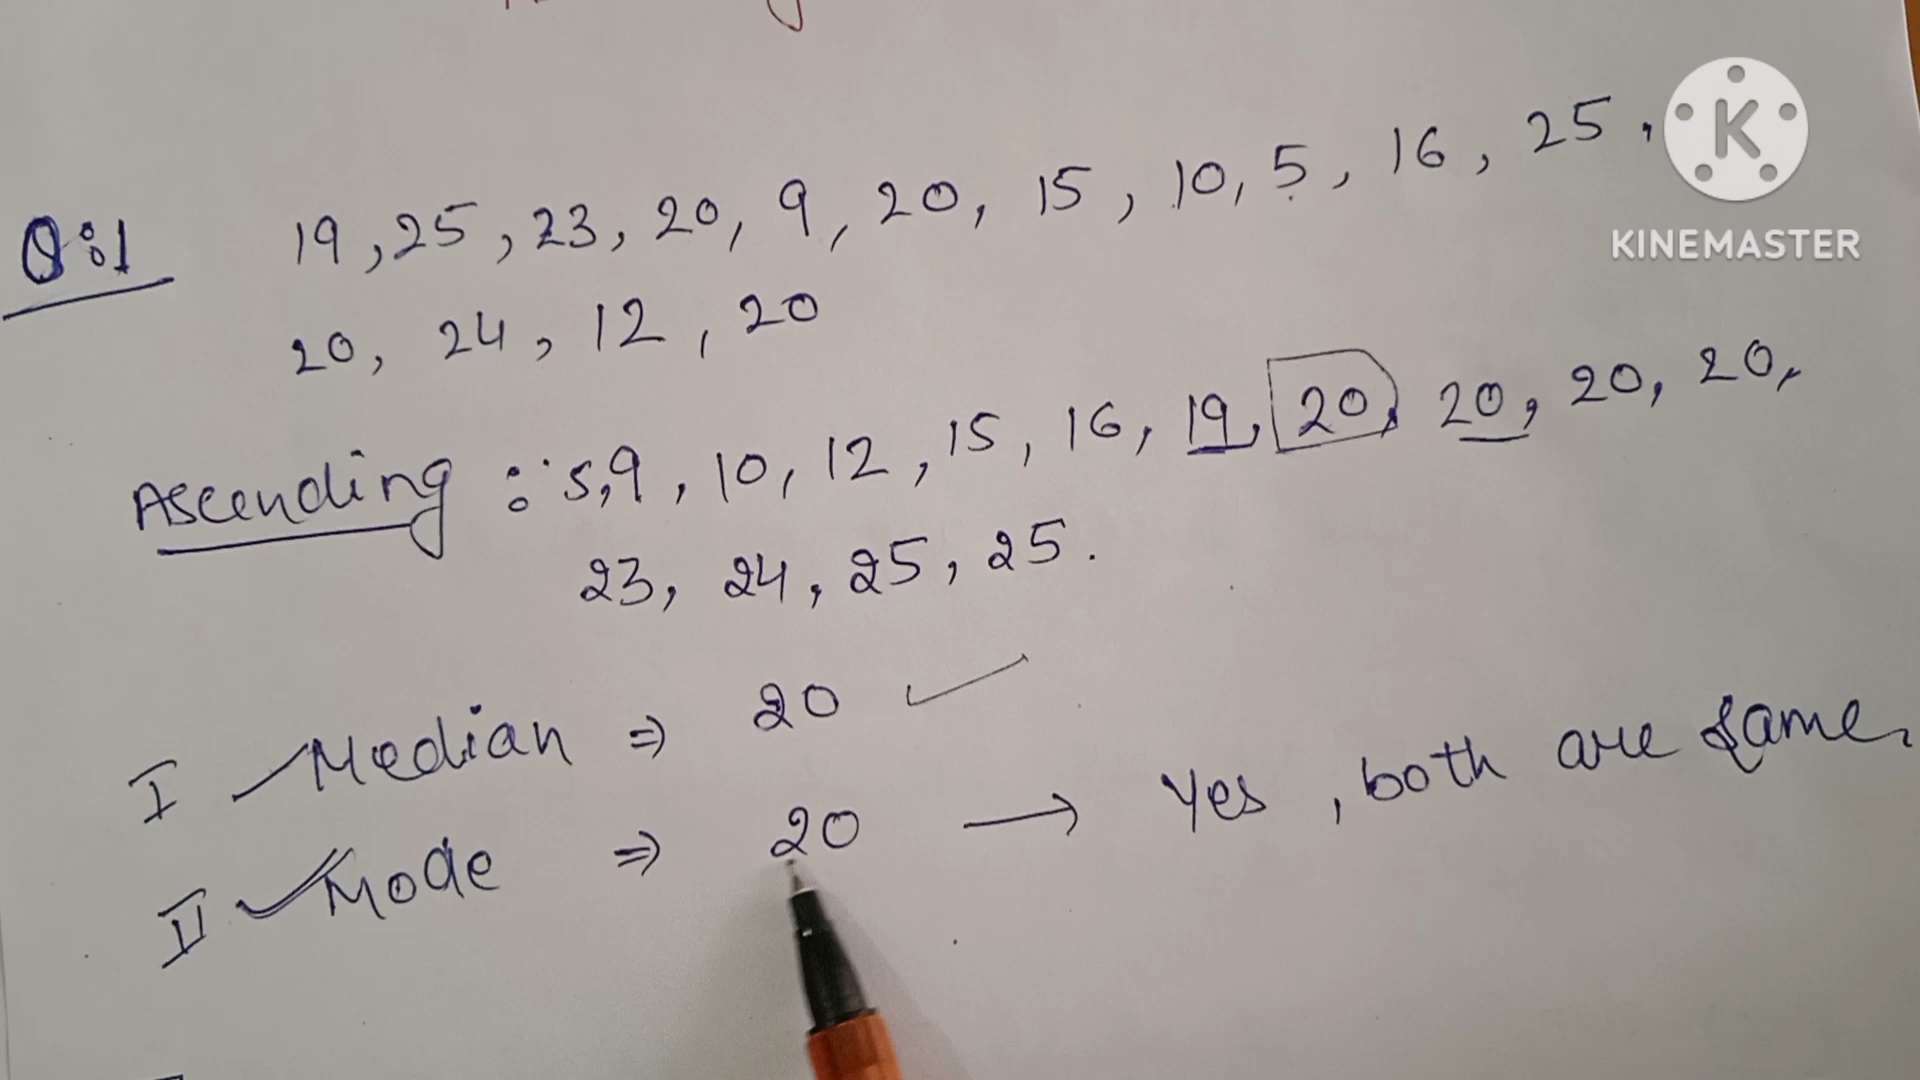 Q:1 19, 25, 23, 20, 9, 20, 15, 10, 5, 16, 25,
20, 24, 12, 20
Ascending : 5, 9, 10, 12, 15, 16, 19, 20, 20, 20, 20,
23, 24, 25, 25.
I Median ⇒ 20 ✓
II Mode ⇒ 20 → Yes, both are same.
K
KINEMASTER